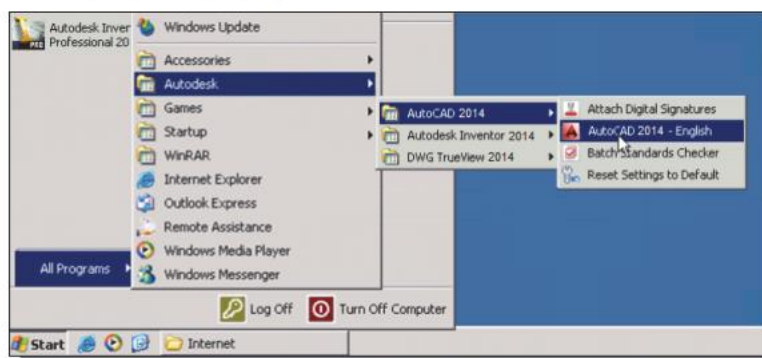 Autodesk Inver
Professional 20
PRO
Windows Update
Accessories
Autodesk
Games
Startup
WinRAR
Internet Explorer
Outlook Express
Remote Assistance
Windows Media Player
Windows Messenger
AutoCAD 2014
Autodesk Inventor 2014
DWG TrueView 2014
Attach Digital Signatures
AutoCAD 2014 - English
Batch Standards Checker
Reset Settings to Default
All Programs
Log Off
Turn Off Computer
Start
Internet